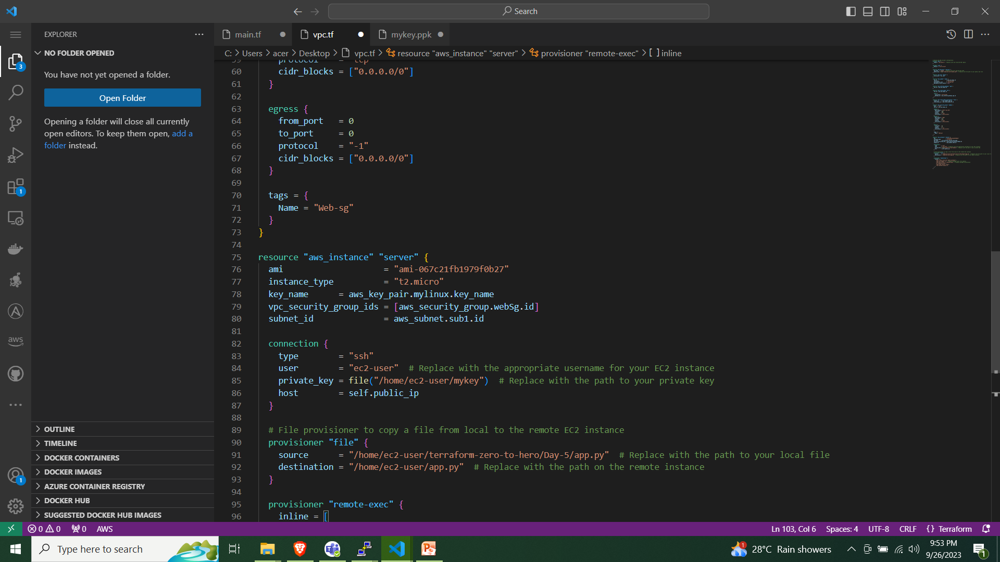 Search
EXPLORER
NO FOLDER OPENED
You have not yet opened a folder.
Open Folder
Opening a folder will close all currently
open editors. To keep them open, add a
folder instead.
OUTLINE
TIMELINE
DOCKER CONTAINERS
DOCKER IMAGES
AZURE CONTAINER REGISTRY
DOCKER HUB
SUGGESTED DOCKER HUB IMAGES
3
1
aws
1
main.tf
vpc.tf
mykey.ppk
C: > Users > acer > Desktop > vpc.tf > resource "aws_instance" "server" > provisioner "remote-exec" > [ ] inline
59 protocol = "tcp"
60 cidr_blocks = ["0.0.0.0/0"]
61 }
62
63 egress {
64 from_port = 0
65 to_port = 0
66 protocol = "-1"
67 cidr_blocks = ["0.0.0.0/0"]
68 }
69
70 tags = {
71 Name = "Web-sg"
72 }
73 }
74
75 resource "aws_instance" "server" {
76 ami = "ami-067c21fb1979f0b27"
77 instance_type = "t2.micro"
78 key_name = aws_key_pair.mylinux.key_name
79 vpc_security_group_ids = [aws_security_group.webSg.id]
80 subnet_id = aws_subnet.sub1.id
81
82 connection {
83 type = "ssh"
84 user = "ec2-user" # Replace with the appropriate username for your EC2 instance
85 private_key = file("/home/ec2-user/mykey") # Replace with the path to your private key
86 host = self.public_ip
87 }
88
89 # File provisioner to copy a file from local to the remote EC2 instance
90 provisioner "file" {
91 source = "/home/ec2-user/terraform-zero-to-hero/Day-5/app.py" # Replace with the path to your local file
92 destination = "/home/ec2-user/app.py" # Replace with the path on the remote instance
93 }
94
95 provisioner "remote-exec" {
96 inline = [
0 0 0 AWS
Ln 103, Col 6 Spaces: 4 UTF-8 CRLF {} Terraform
Type here to search
1
28°C Rain showers
9:53 PM
9/26/2023
1